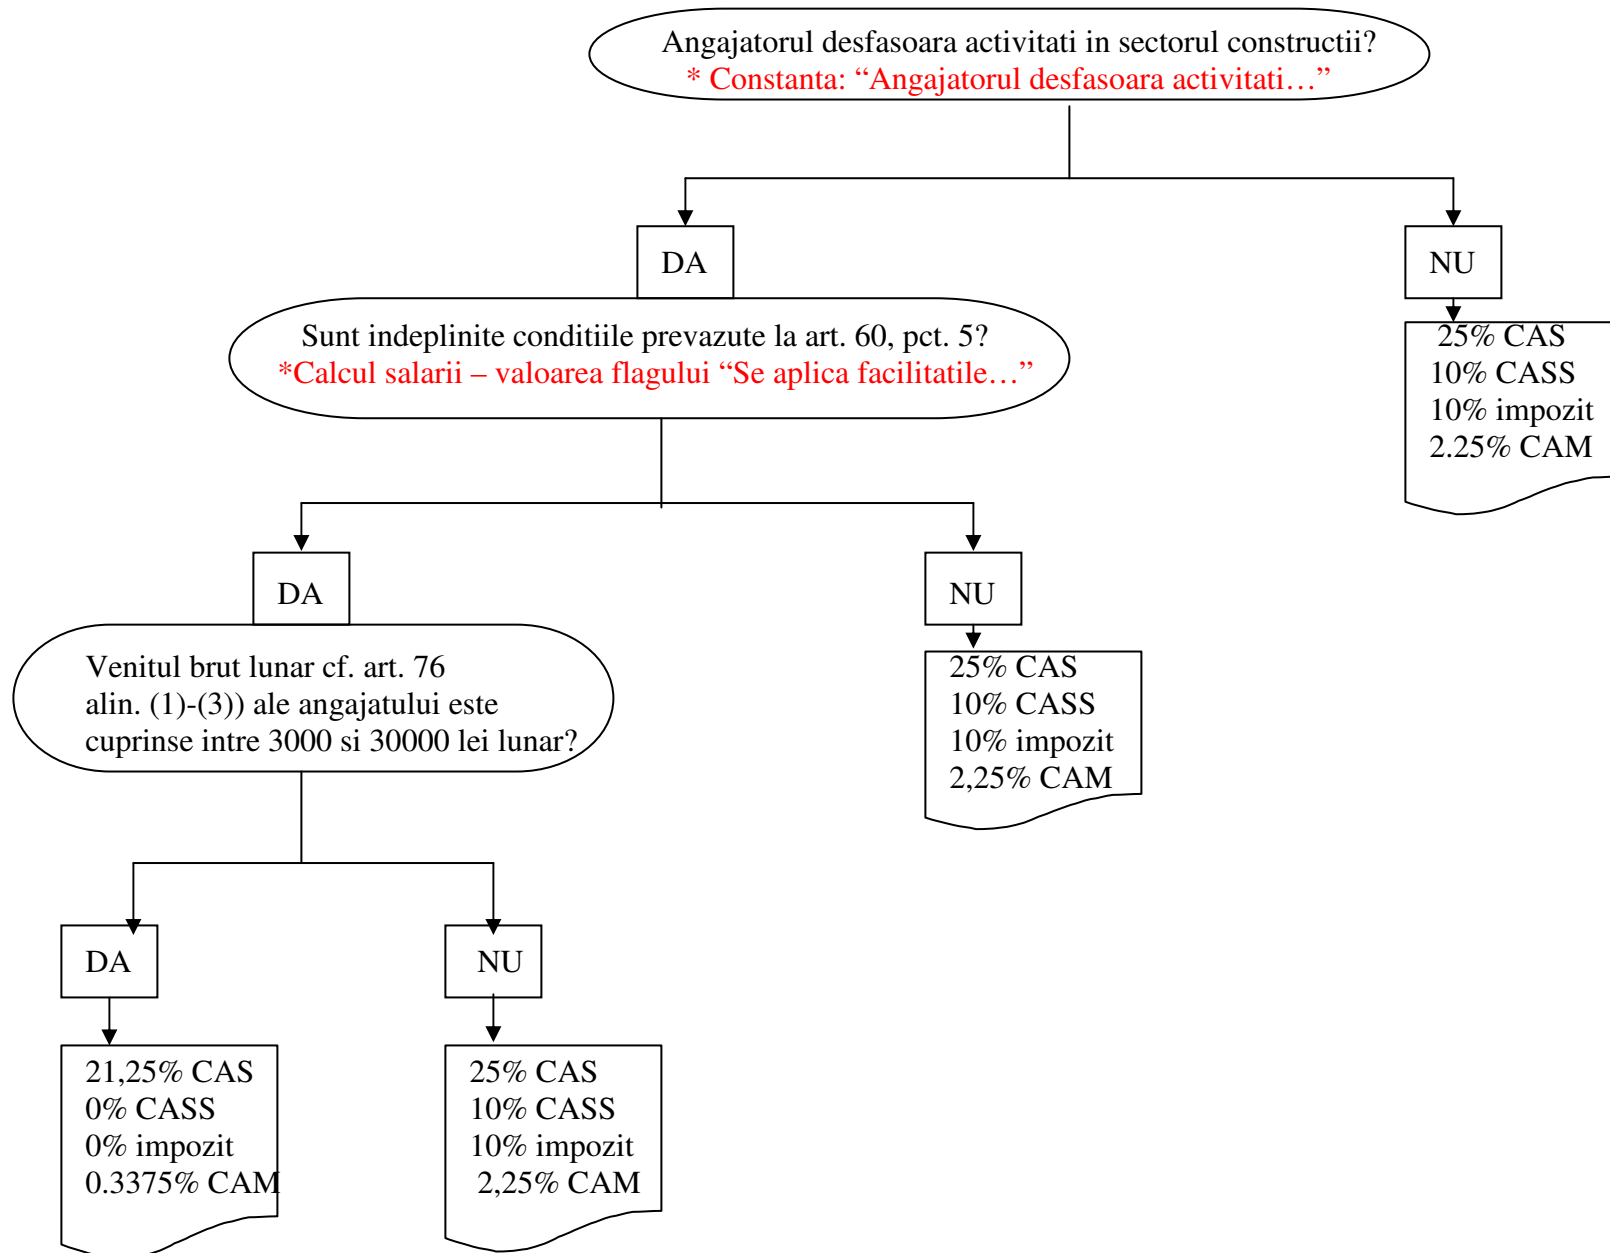 Angajatorul desfasoara activitati in sectorul constructii?
* Constanta: “Angajatorul desfasoara activitati…”
DA
NU
Sunt indeplinite conditiile prevazute la art. 60, pct. 5?
*Calcul salarii – valoarea flagului “Se aplica facilitatile…”
25% CAS
10% CASS
10% impozit
2.25% CAM
DA
NU
Venitul brut lunar cf. art. 76
alin. (1)-(3)) ale angajatului este
cuprinse intre 3000 si 30000 lei lunar?
25% CAS
10% CASS
10% impozit
2,25% CAM
DA
NU
21,25% CAS
0% CASS
0% impozit
0.3375% CAM
25% CAS
10% CASS
10% impozit
2,25% CAM